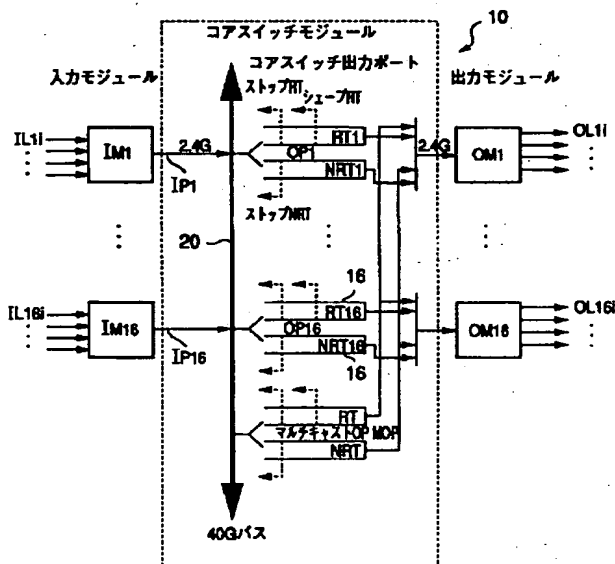 コアスイッチモジュール
10
入力モジュール
コアスイッチ出力ポート
出力モジュール
ストップRT
シェープRT
IL1i
IM1
2.4G
IP1
RT1
OP1
NRT1
2.4G
OM1
OL1i
ストップNRT
20
16
IL16i
IM16
IP16
RT16
OP16
NRT16
16
OM16
OL16i
RT
マルチキャストOP MOP
NRT
40Gバス